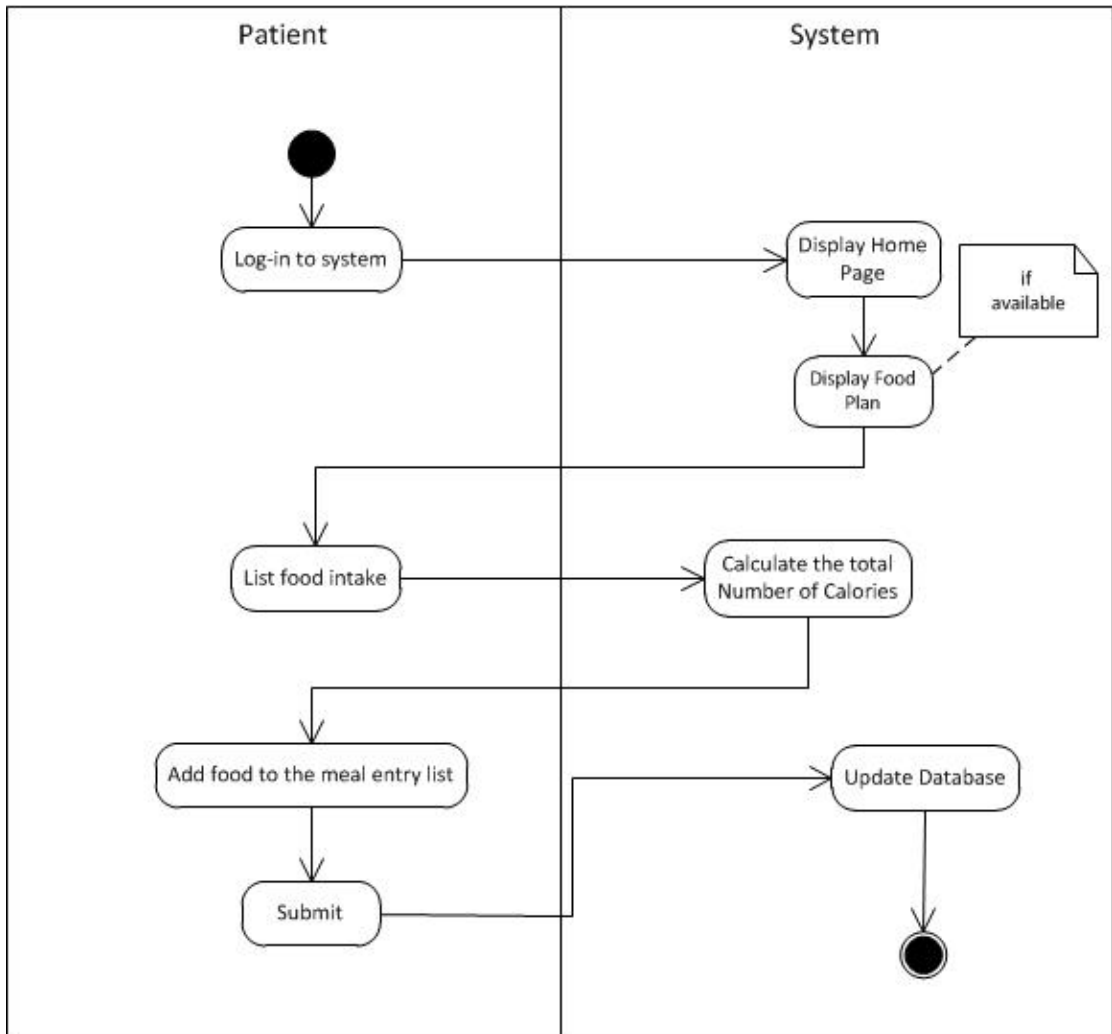 Patient
System
Log-in to system
Display Home
Page
if
available
Display Food
Plan
List food intake
Calculate the total
Number of Calories
Add food to the meal entry list
Update Database
Submit